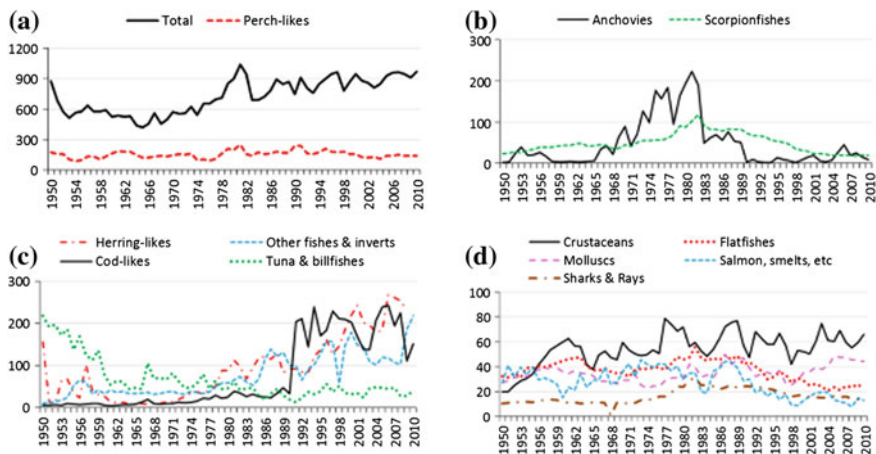 (a)
Total Perch-likes
1200
900
600
300
0
1950 1954 1958 1962 1966 1970 1974 1978 1982 1986 1990 1994 1998 2002 2006 2010
(b)
Anchovies Scorpionfishes
300
200
100
0
1950 1953 1956 1959 1962 1965 1968 1971 1974 1977 1980 1983 1986 1989 1992 1995 1998 2001 2004 2007 2010
(c)
Herring-likes Other fishes & inverts
Cod-likes Tuna & billfishes
300
200
100
0
1950 1953 1956 1959 1962 1965 1968 1971 1974 1977 1980 1983 1986 1989 1992 1995 1998 2001 2004 2007 2010
(d)
Crustaceans Flatfishes
Molluscs Salmon, smelts, etc
Sharks & Rays
100
80
60
40
20
0
1950 1953 1956 1959 1962 1965 1968 1971 1974 1977 1980 1983 1986 1989 1992 1995 1998 2001 2004 2007 2010